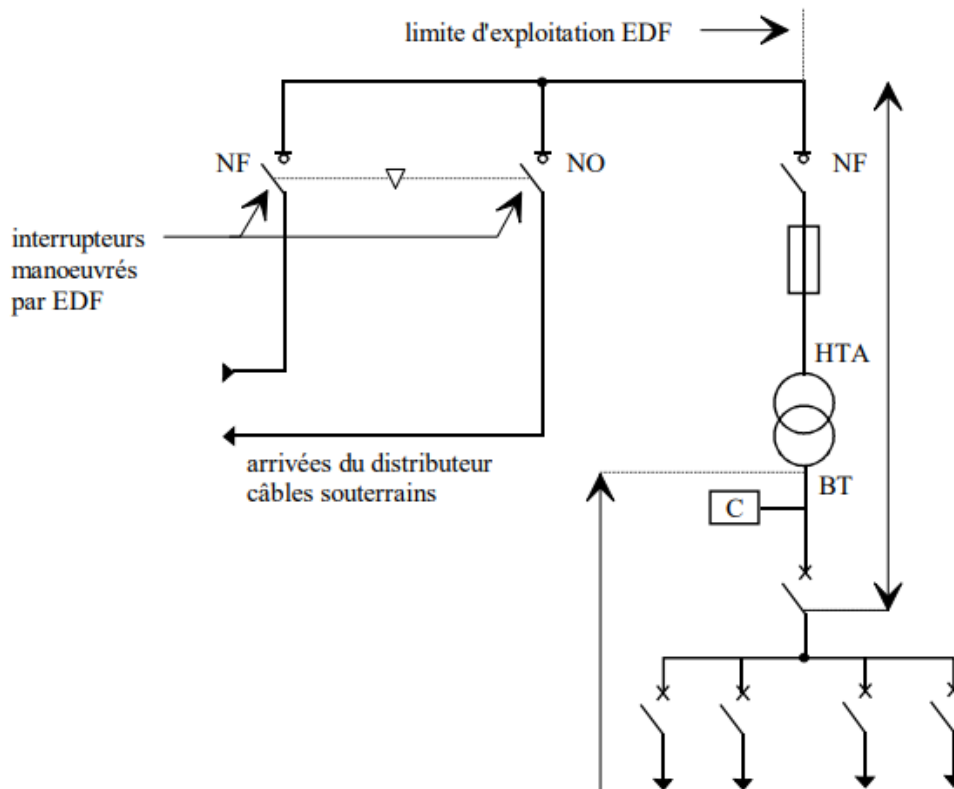 limite d'exploitation EDF
NF
NO
NF
interrupteurs
manoeuvrés
par EDF
HTA
arrivées du distributeur
câbles souterrains
BT
C